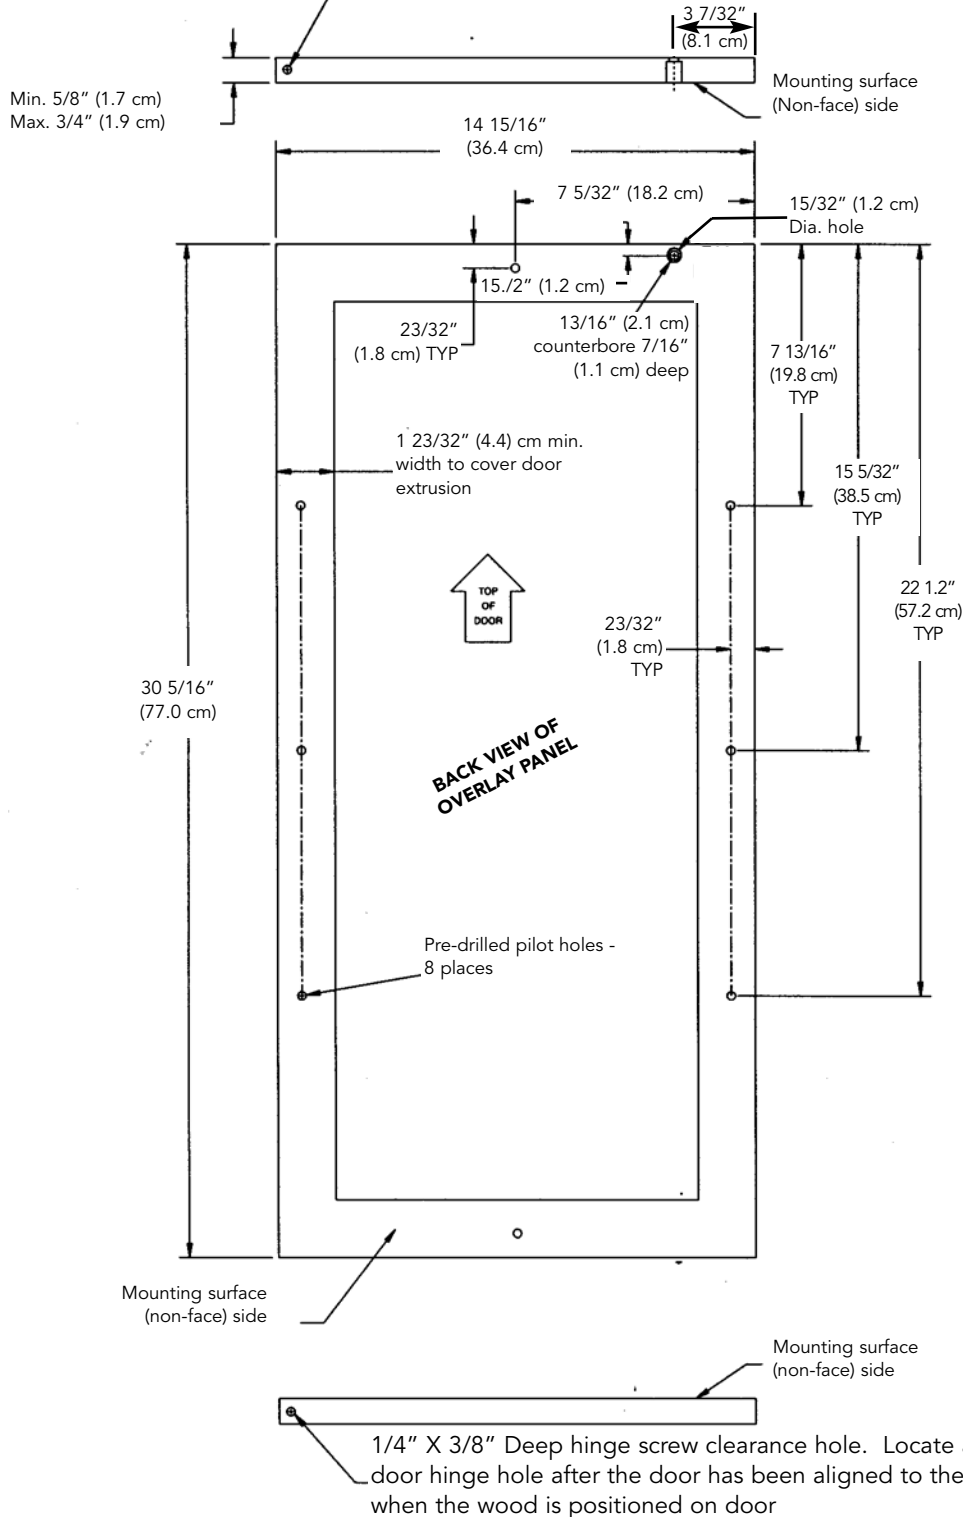 3 7/32”
(8.1 cm)
Min. 5/8” (1.7 cm)
Max. 3/4” (1.9 cm)
Mounting surface
(Non-face) side
14 15/16”
(36.4 cm)
7 5/32” (18.2 cm)
15/32” (1.2 cm)
Dia. hole
15./2” (1.2 cm)
23/32”
(1.8 cm) TYP
13/16” (2.1 cm)
counterbore 7/16”
(1.1 cm) deep
7 13/16”
(19.8 cm)
TYP
1 23/32” (4.4) cm min.
width to cover door
extrusion
15 5/32”
(38.5 cm)
TYP
TOP
OF
DOOR
22 1.2”
(57.2 cm)
TYP
23/32”
(1.8 cm)
TYP
30 5/16”
(77.0 cm)
BACK VIEW OF
OVERLAY PANEL
Pre-drilled pilot holes -
8 places
Mounting surface
(non-face) side
Mounting surface
(non-face) side
1/4” X 3/8” Deep hinge screw clearance hole. Locate
door hinge hole after the door has been aligned to the
when the wood is positioned on door